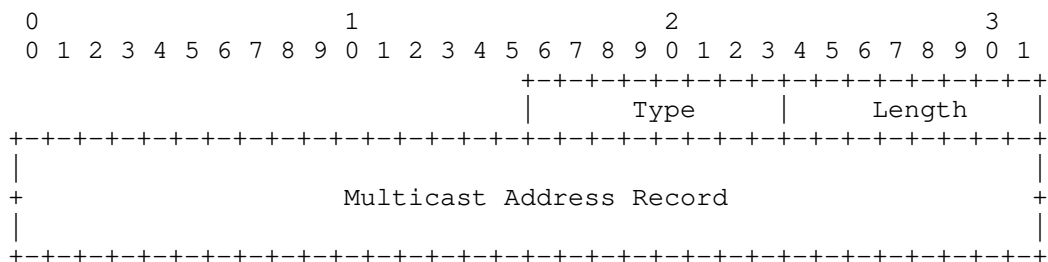 0 1 2 3
0 1 2 3 4 5 6 7 8 9 0 1 2 3 4 5 6 7 8 9 0 1 2 3 4 5 6 7 8 9 0 1
+-+-+-+-+-+-+-+-+-+-+-+-+-+-+-+-+
| Type | Length |
+-+-+-+-+-+-+-+-+-+-+-+-+-+-+-+-+-+-+-+-+-+-+-+-+-+-+-+-+-+-+-+-+
| |
+ Multicast Address Record +
| |
+-+-+-+-+-+-+-+-+-+-+-+-+-+-+-+-+-+-+-+-+-+-+-+-+-+-+-+-+-+-+-+-+